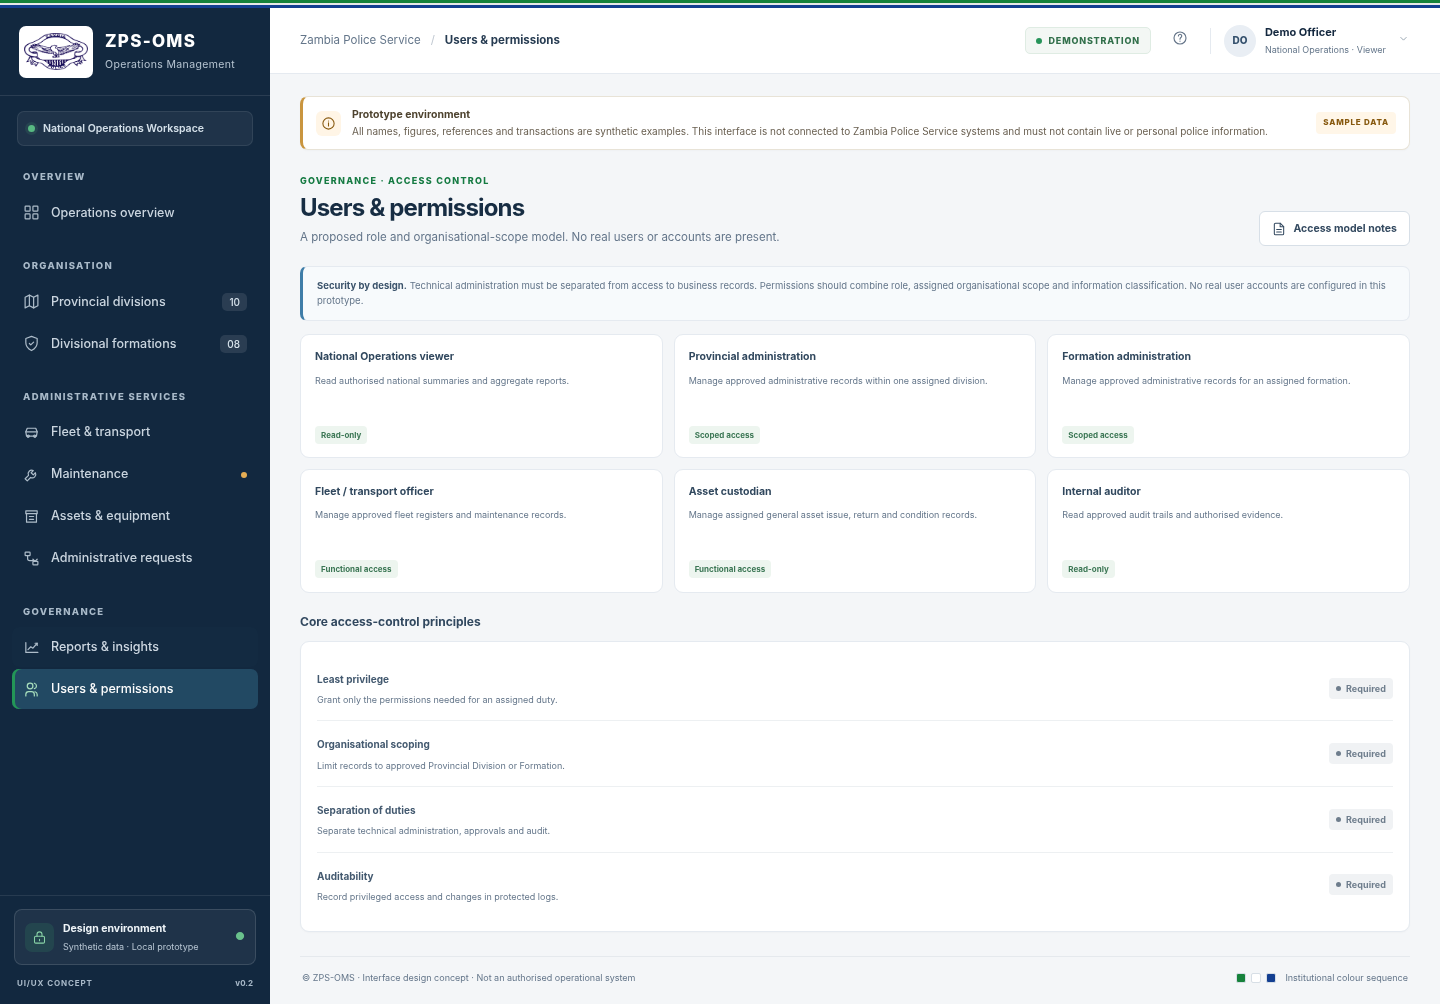 ZPS-OMS
Operations Management
National Operations Workspace
OVERVIEW
Operations overview
ORGANISATION
Provincial divisions 10
Divisional formations 08
ADMINISTRATIVE SERVICES
Fleet & transport
Maintenance
Assets & equipment
Administrative requests
GOVERNANCE
Reports & insights
Users & permissions
Design environment
Synthetic data · Local prototype
UI/UX CONCEPT v0.2
Zambia Police Service / Users & permissions
DEMONSTRATION
DO
Demo Officer
National Operations · Viewer
Prototype environment
All names, figures, references and transactions are synthetic examples. This interface is not connected to Zambia Police Service systems and must not contain live or personal police information.
SAMPLE DATA
GOVERNANCE · ACCESS CONTROL
Users & permissions
A proposed role and organisational-scope model. No real users or accounts are present.
Access model notes
Security by design. Technical administration must be separated from access to business records. Permissions should combine role, assigned organisational scope and information classification. No real user accounts are configured in this
prototype.
National Operations viewer
Read authorised national summaries and aggregate reports.
Read-only
Provincial administration
Manage approved administrative records within one assigned division.
Scoped access
Formation administration
Manage approved administrative records for an assigned formation.
Scoped access
Fleet / transport officer
Manage approved fleet registers and maintenance records.
Functional access
Asset custodian
Manage assigned general asset issue, return and condition records.
Functional access
Internal auditor
Read approved audit trails and authorised evidence.
Read-only
Core access-control principles
Least privilege
Grant only the permissions needed for an assigned duty.
Required
Organisational scoping
Limit records to approved Provincial Division or Formation.
Required
Separation of duties
Separate technical administration, approvals and audit.
Required
Auditability
Record privileged access and changes in protected logs.
Required
© ZPS-OMS · Interface design concept · Not an authorised operational system
Institutional colour sequence